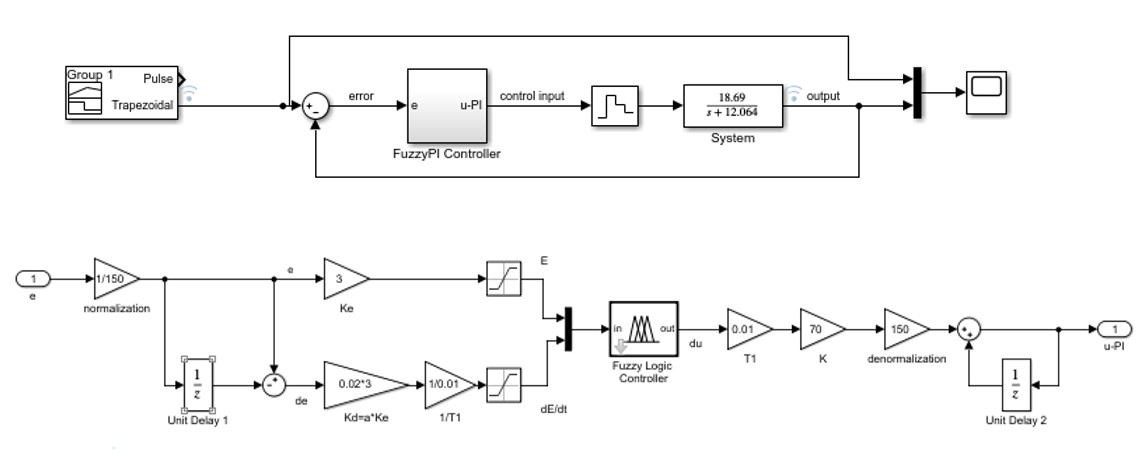 Group 1
Pulse
Trapezoidal
+
−
error
e
u-PI
FuzzyPI Controller
control input
18.69
s + 12.064
System
output
1
e
1/150
normalization
e
3
Ke
E
1
z
Unit Delay 1
- +
de
0.02*3
Kd=a*Ke
1/0.01
1/T1
dE/dt
in
out
Fuzzy Logic
Controller
du
0.01
T1
70
K
150
denormalization
+
+
1
u-PI
1
z
Unit Delay 2